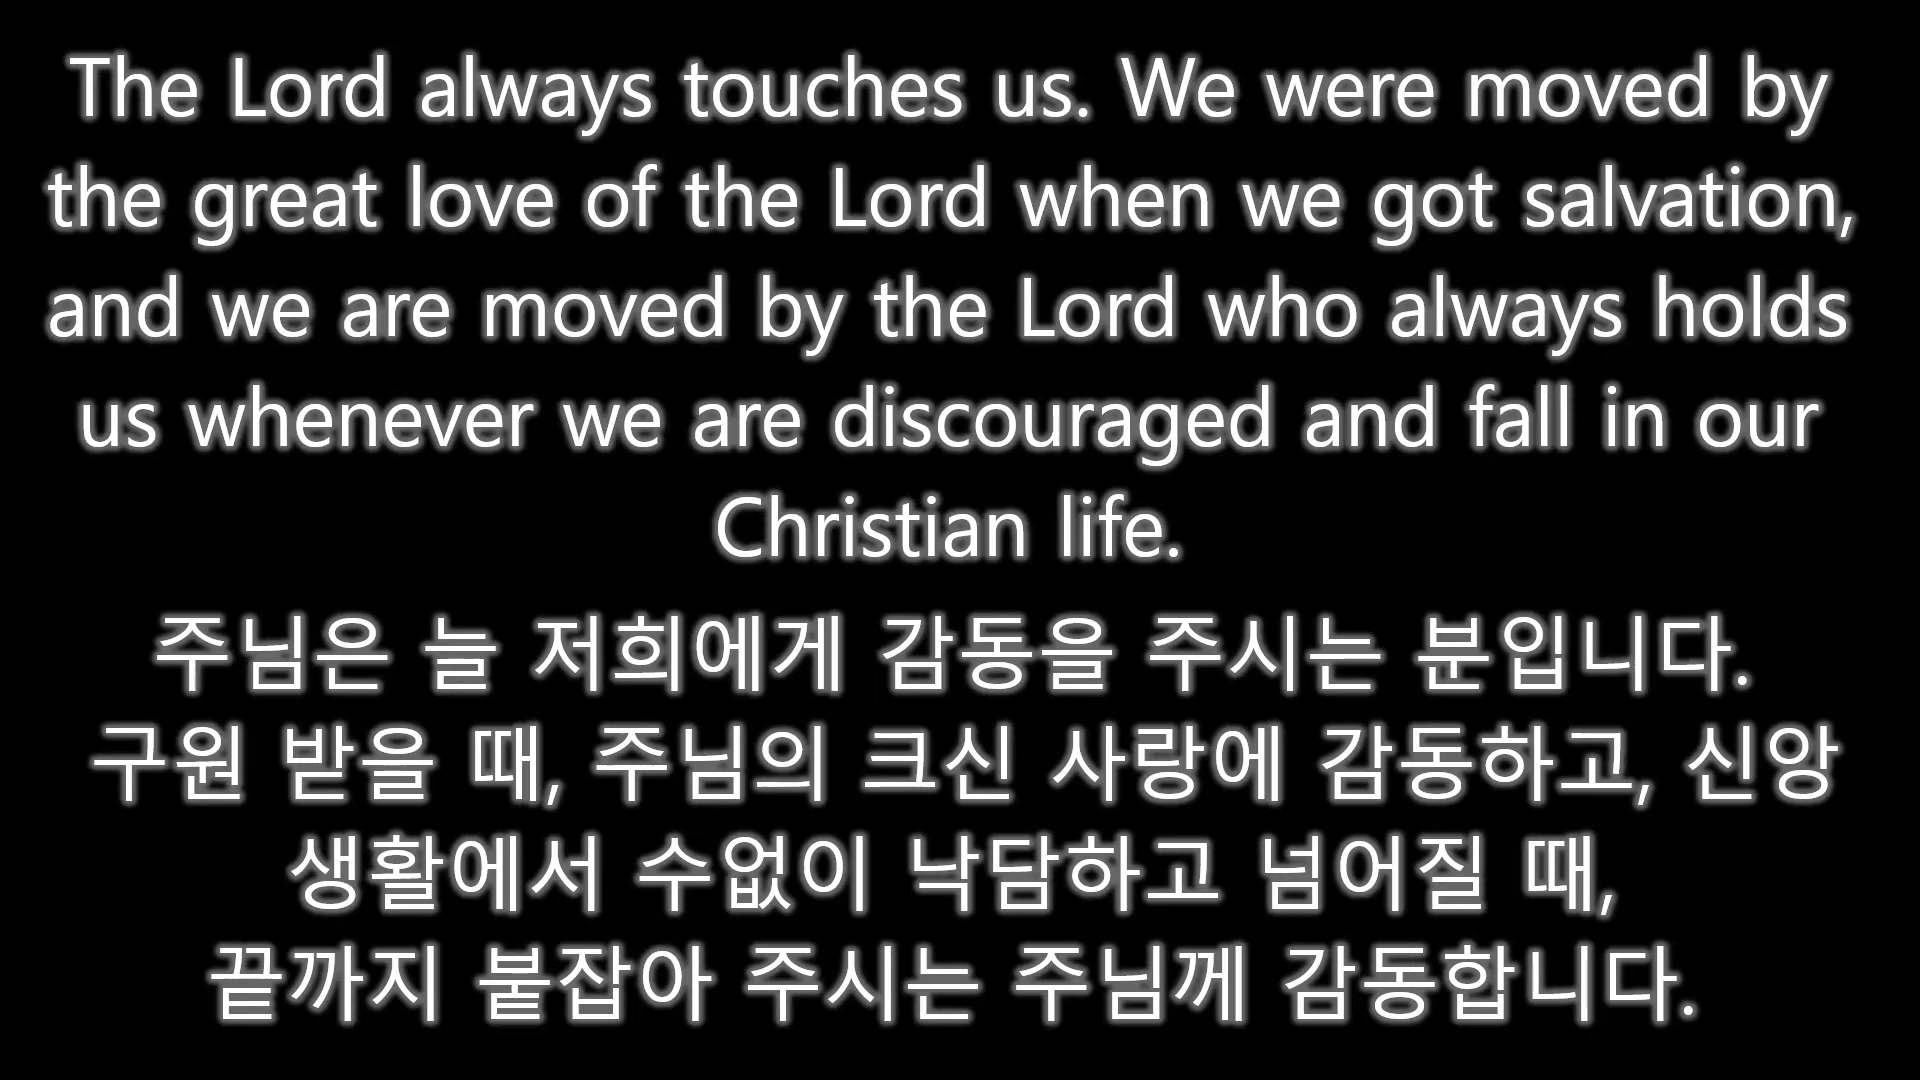 The Lord always touches us. We were moved by
the great love of the Lord when we got salvation,
and we are moved by the Lord who always holds
us whenever we are discouraged and fall in our
Christian life.
주님은 늘 저희에게 감동을 주시는 분입니다.
구원 받을 때, 주님의 크신 사랑에 감동하고, 신앙
생활에서 수없이 낙담하고 넘어질 때,
끝까지 붙잡아 주시는 주님께 감동합니다.